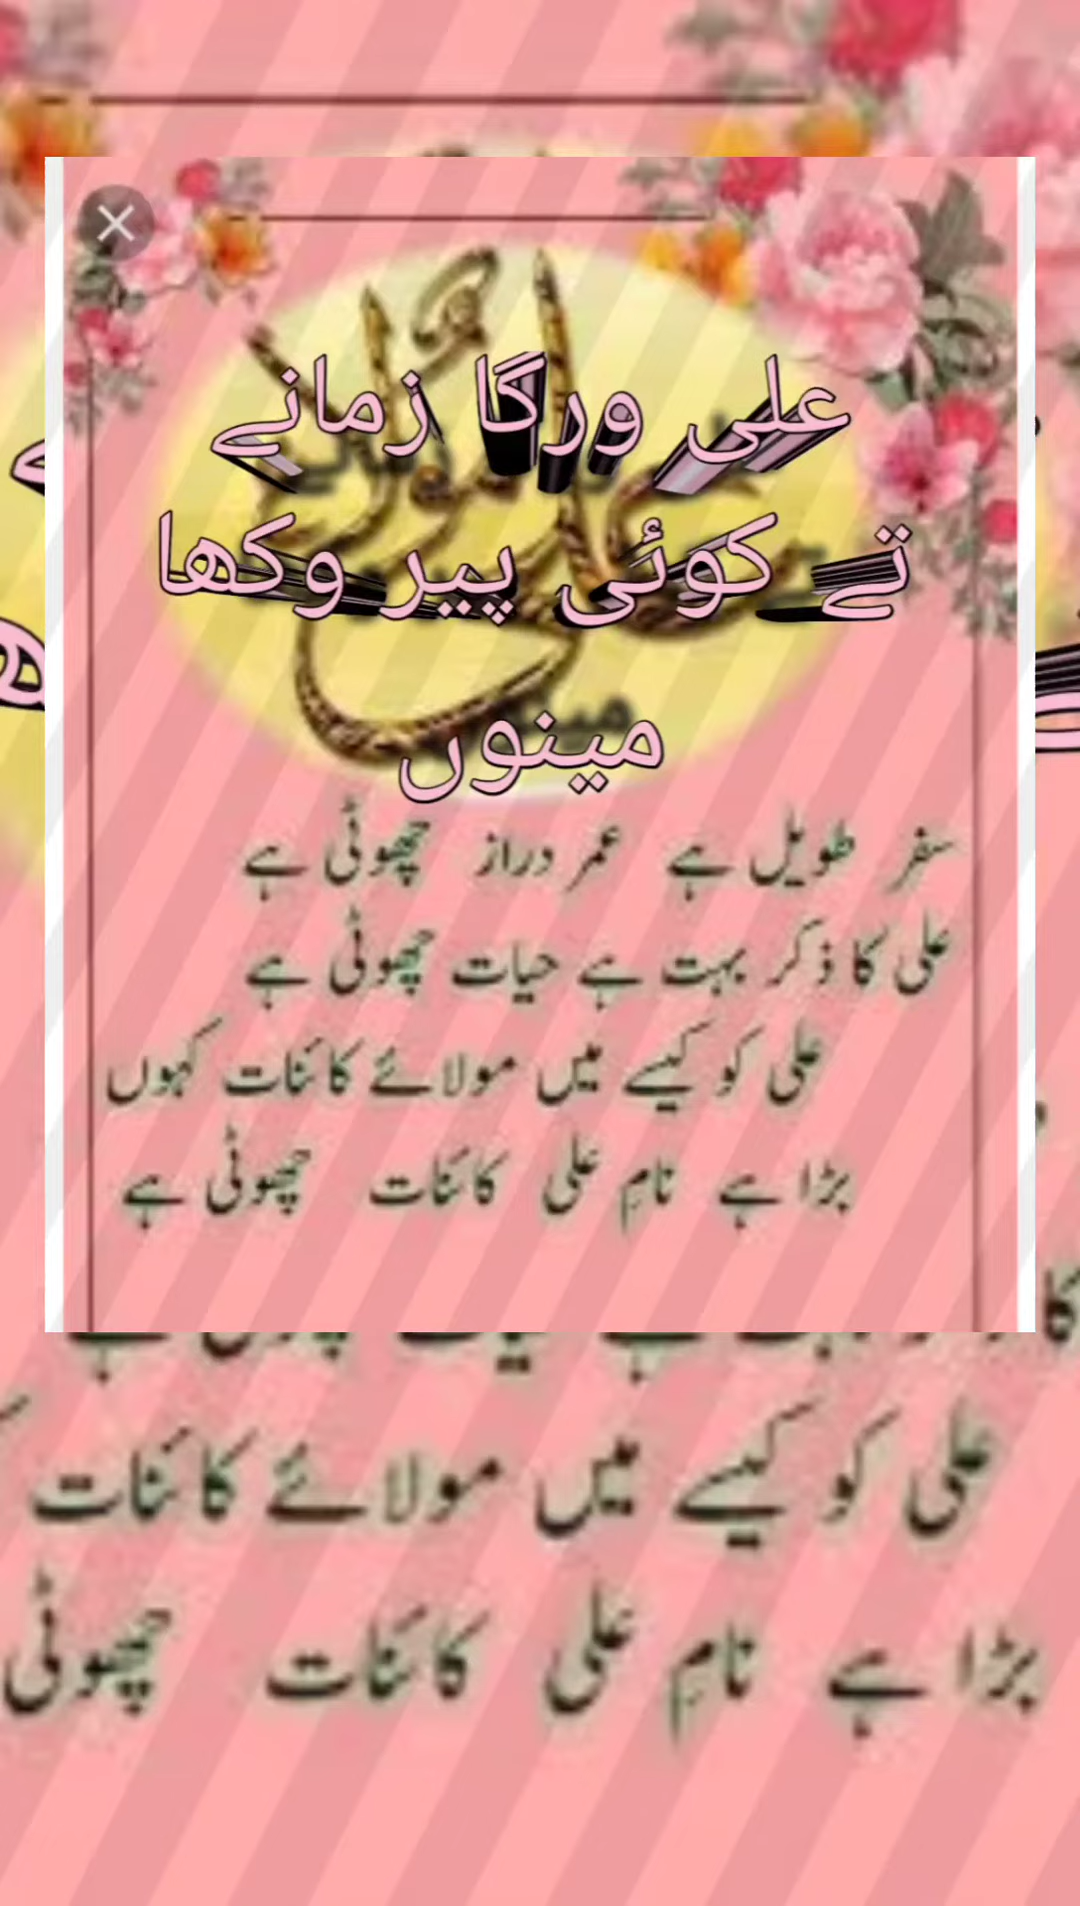 علی ورگا زمانے
تے کوئی پیر وکھا
مینوں
سفر طویل ہے عمر دراز چھوٹی ہے
علی کا ذکر بہت ہے حیات چھوٹی ہے
علی کو کیسے میں مولائے کائنات کہوں
بڑا ہے نامِ علی کائنات چھوٹی ہے
علی کو کیسے میں مولائے کائنات
بڑا ہے نامِ علی کائنات چھوٹی